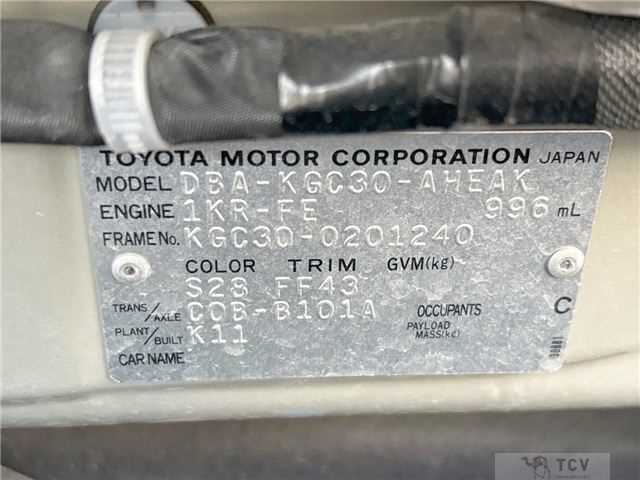 TOYOTA MOTOR CORPORATION JAPAN
MODEL DBA-KGC30-AHEAK
ENGINE 1KR-FE 996 mL
FRAME No. KGC30-0201240
COLOR TRIM GVM(kg)
S28 FF43
TRANS/AXLE C0B-B101A OCCUPANTS C
PLANT/BUILT K11 PAYLOAD MASS(kg)
CAR NAME
TCV